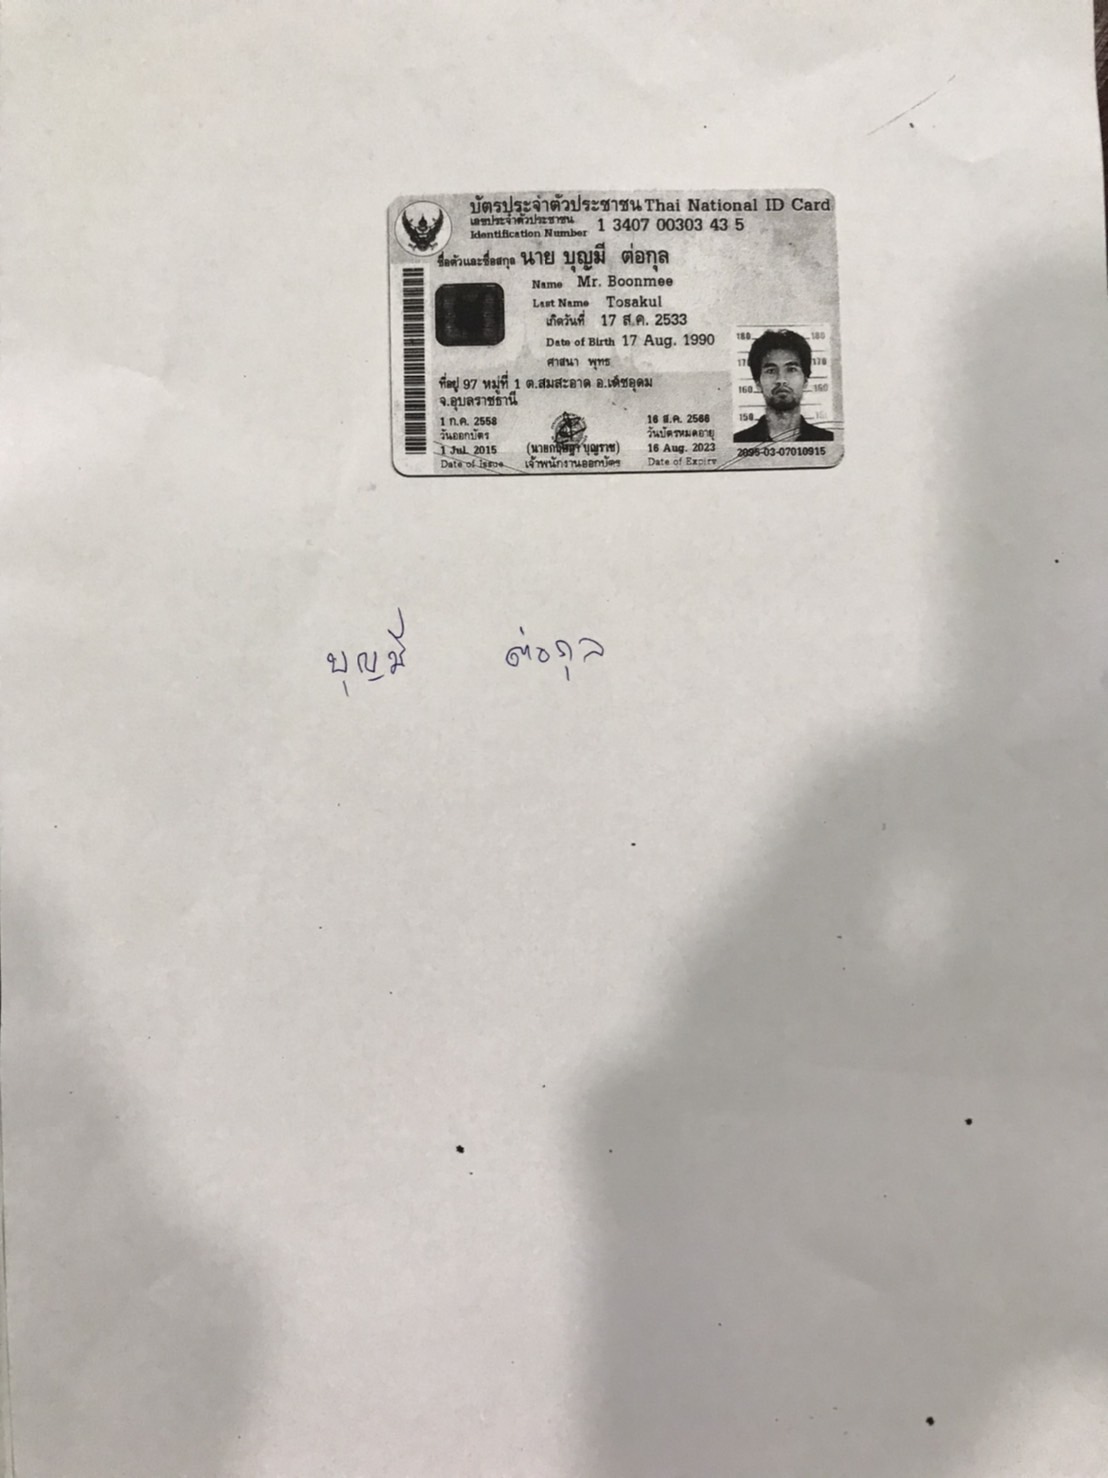 บัตรประจำตัวประชาชน Thai National ID Card
เลขประจำตัวประชาชน
Identification Number 1 3407 00303 43 5
ชื่อตัวและชื่อสกุล นาย บุญมี ต่อกุล
Name Mr. Boonmee
Last Name Tosakul
เกิดวันที่ 17 ส.ค. 2533
Date of Birth 17 Aug. 1990
ศาสนา พุทธ
ที่อยู่ 97 หมู่ที่ 1 ต.สมสะอาด อ.เดชอุดม
จ.อุบลราชธานี
1 ก.ค. 2558
วันออกบัตร
1 Jul. 2015
Date of Issue
บุญราช)
เจ้าพนักงานออกบัตร
16 ส.ค. 2566
วันบัตรหมดอายุ
16 Aug. 2023
Date of Expiry
180 180
170
160 160
150
2095-03-07010915
บุญมี ต่อกุล